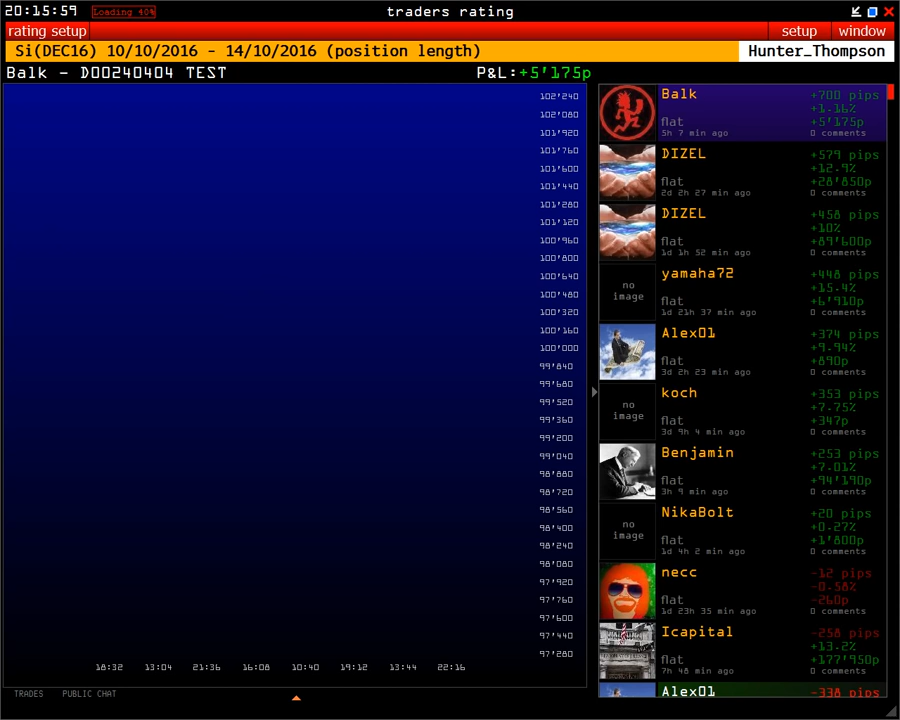 20:15:59 Loading 40% traders rating
rating setup setup window
Si(DEC16) 10/10/2016 - 14/10/2016 (position length) Hunter_Thompson
Balk - D00240404 TEST P&L:+5'175p
102'240
102'080
101'920
101'760
101'600
101'440
101'280
101'120
100'960
100'800
100'640
100'480
100'320
100'160
100'000
99'840
99'680
99'520
99'360
99'200
99'040
98'880
98'720
98'560
98'400
98'240
98'080
97'920
97'760
97'600
97'440
97'280
18:32 13:04 21:36 16:08 10:40 19:12 13:44 22:16
TRADES PUBLIC CHAT
Balk +700 pips
+1.16%
flat +5'175p
5h 7 min ago 0 comments
DIZEL +579 pips
+12.9%
flat +28'850p
2d 2h 27 min ago 0 comments
DIZEL +458 pips
+10%
flat +89'600p
1d 1h 52 min ago 0 comments
no image
yamaha72 +448 pips
+15.4%
flat +6'910p
1d 21h 37 min ago 0 comments
Alex01 +374 pips
+9.94%
flat +890p
3d 2h 23 min ago 0 comments
no image
koch +353 pips
+7.75%
flat +347p
3d 9h 4 min ago 0 comments
Benjamin +253 pips
+7.01%
flat +94'190p
3h 9 min ago 0 comments
no image
NikaBolt +20 pips
+0.27%
flat +1'800p
1d 4h 2 min ago 0 comments
necc -12 pips
-0.58%
flat -260p
1d 23h 35 min ago 0 comments
Icapital -258 pips
+13.2%
flat +177'950p
7h 48 min ago 0 comments
Alex01 -338 pips